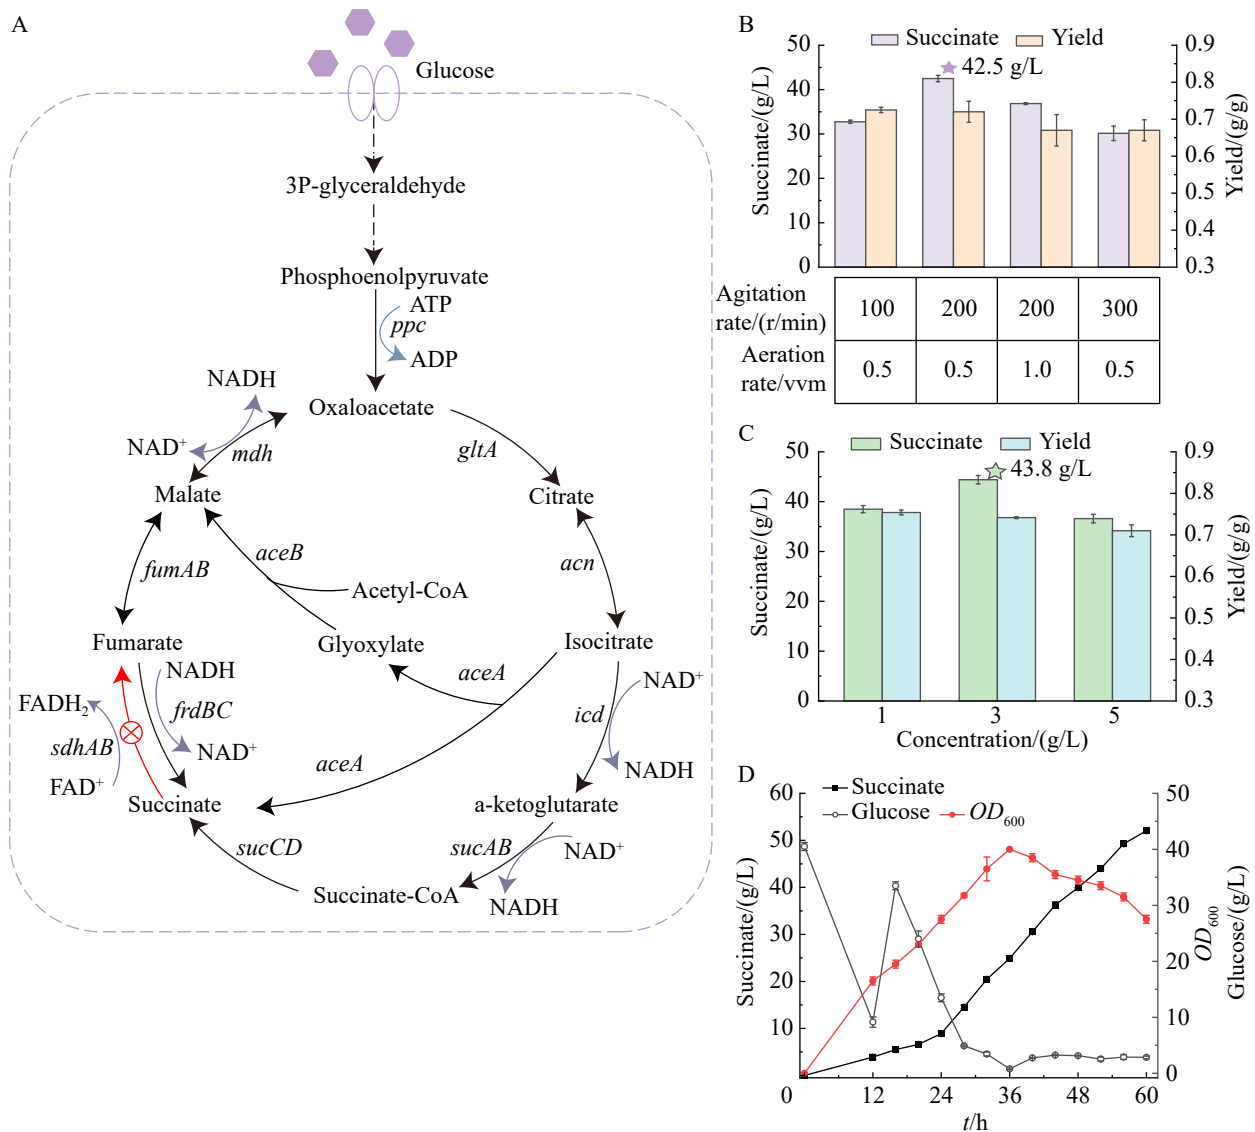 A
Glucose
3P-glyceraldehyde
Phosphoenolpyruvate
ATP
ppc
ADP
NADH
Oxaloacetate
NAD+
mdh
gltA
Malate
Citrate
aceB
fumAB
acn
Acetyl-CoA
Fumarate
Glyoxylate
Isocitrate
NADH
aceA
NAD+
FADH2
frdBC
icd
sdhAB
NAD+
aceA
NADH
FAD+
Succinate
a-ketoglutarate
sucCD
sucAB
NAD+
Succinate-CoA
NADH
B
Succinate
Yield
42.5 g/L
Succinate/(g/L)
50
40
30
20
10
0
Yield/(g/g)
0.9
0.8
0.7
0.6
0.5
0.4
0.3
Agitation
rate/(r/min)
100
200
200
300
Aeration
rate/vvm
0.5
0.5
1.0
0.5
C
Succinate
Yield
43.8 g/L
Succinate/(g/L)
50
40
30
20
10
0
Yield/(g/g)
0.9
0.8
0.7
0.6
0.5
0.4
0.3
1
3
5
Concentration/(g/L)
D
Succinate
Glucose
OD600
Succinate/(g/L)
60
50
40
30
20
10
0
OD600
Glucose/(g/L)
50
40
30
20
10
0
12
24
36
48
60
t/h